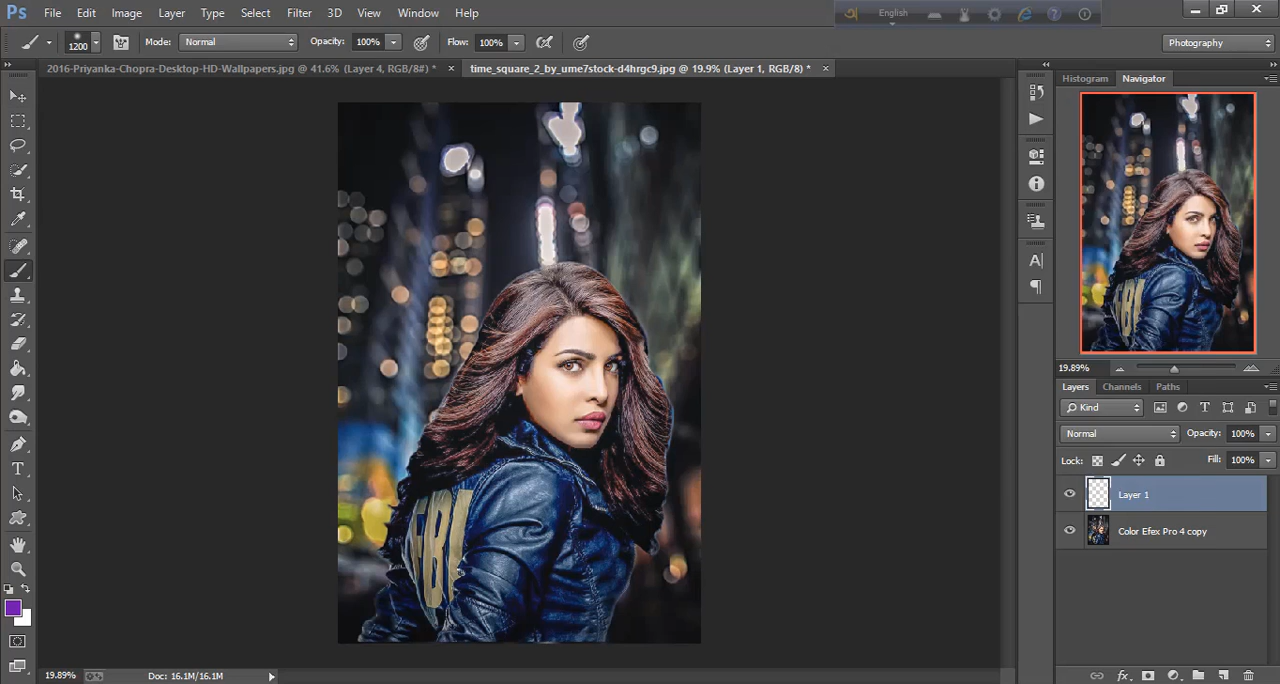 Ps File Edit Image Layer Type Select Filter 3D View Window Help
English
1200 Mode: Normal Opacity: 100% Flow: 100% Photography
2016-Priyanka-Chopra-Desktop-HD-Wallpapers.jpg @ 41.6% (Layer 4, RGB/8#) * × time_square_2_by_ume7stock-d4hrgc9.jpg @ 19.9% (Layer 1, RGB/8) * ×
Histogram Navigator
FBI
19.89%
Layers Channels Paths
Kind
Normal Opacity: 100%
Lock: Fill: 100%
Layer 1
Color Efex Pro 4 copy
19.89% Doc: 16.1M/16.1M